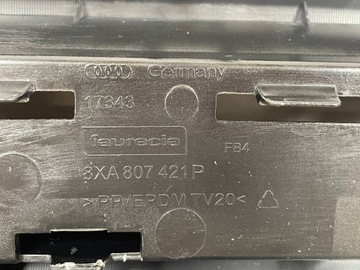 Germany
17343
faurecia
FB4
8XA 807 421 P
>PP/EPDM TV20<